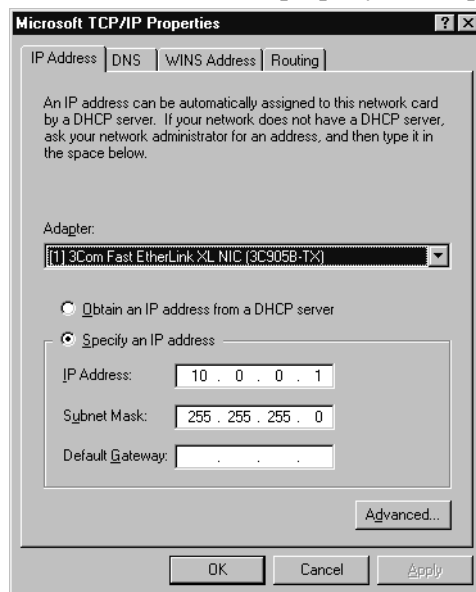 Microsoft TCP/IP Properties
IP Address DNS WINS Address Routing
An IP address can be automatically assigned to this network card
by a DHCP server. If your network does not have a DHCP server,
ask your network administrator for an address, and then type it in
the space below.
Adapter:
[1] 3Com Fast EtherLink XL NIC (3C905B-TX)
Obtain an IP address from a DHCP server
Specify an IP address
IP Address: 10 . 0 . 0 . 1
Subnet Mask: 255 . 255 . 255 . 0
Default Gateway: . . .
Advanced...
OK Cancel Apply